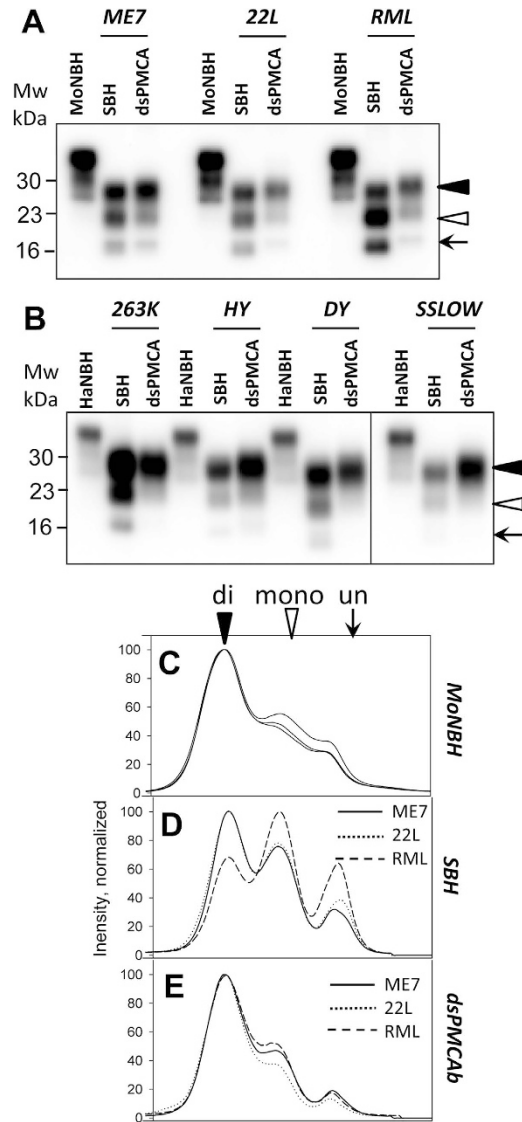 A
ME7 22L RML
Mw
kDa
MoNBH SBH dsPMCA MoNBH SBH dsPMCA MoNBH SBH dsPMCA
30
23
16
B
263K HY DY SSLOW
Mw
kDa
HaNBH SBH dsPMCA HaNBH SBH dsPMCA HaNBH SBH dsPMCA HaNBH SBH dsPMCA
30
23
16
di mono un
C
100
80
60
40
20
0
MoNBH
D
ME7
22L
RML
100
80
60
40
20
0
SBH
Inensity, normalized
E
ME7
22L
RML
100
80
60
40
20
0
dsPMCAb